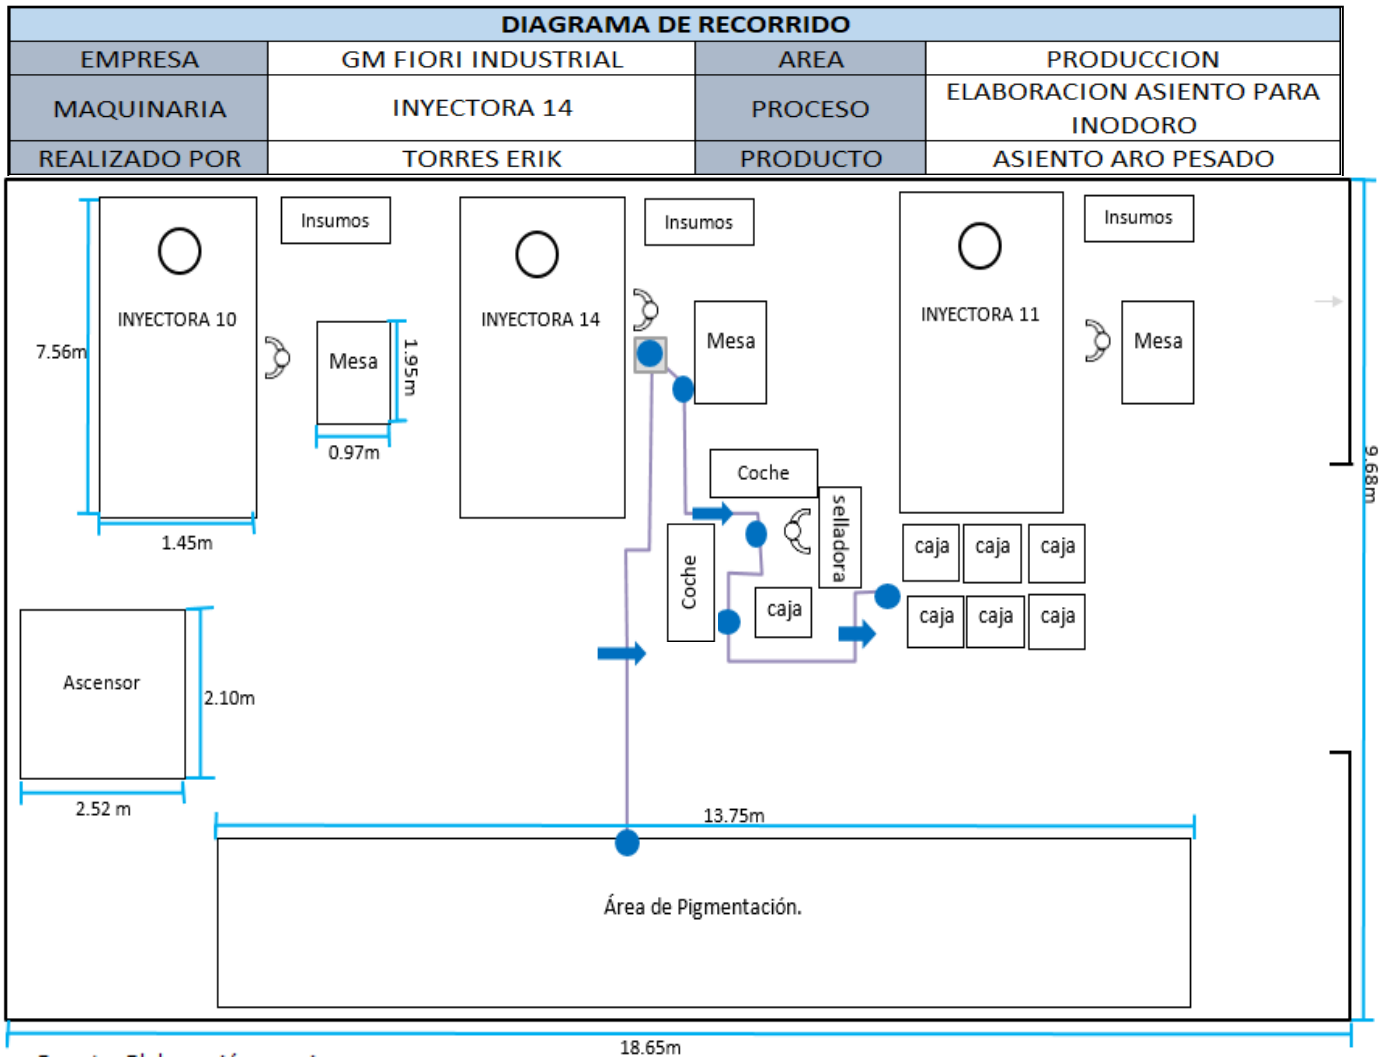 DIAGRAMA DE RECORRIDO
EMPRESA GM FIORI INDUSTRIAL AREA PRODUCCION
MAQUINARIA INYECTORA 14 PROCESO ELABORACION ASIENTO PARA
INODORO
REALIZADO POR TORRES ERIK PRODUCTO ASIENTO ARO PESADO
Insumos
Insumos
Insumos
INYECTORA 10
INYECTORA 14
INYECTORA 11
7.56m
Mesa
1.95m
Mesa
Mesa
0.97m
9.68m
Coche
selladora
1.45m
caja caja caja
Coche
caja
caja caja caja
Ascensor
2.10m
2.52 m
13.75m
Área de Pigmentación.
18.65m